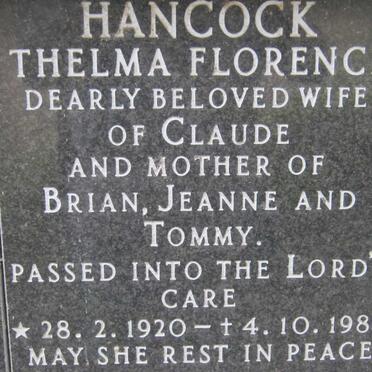 HANCOCK
THELMA FLORENC
DEARLY BELOVED WIFE
OF CLAUDE
AND MOTHER OF
BRIAN, JEANNE AND
TOMMY.
PASSED INTO THE LORD'
CARE
★ 28. 2. 1920 – † 4. 10. 198
MAY SHE REST IN PEACE